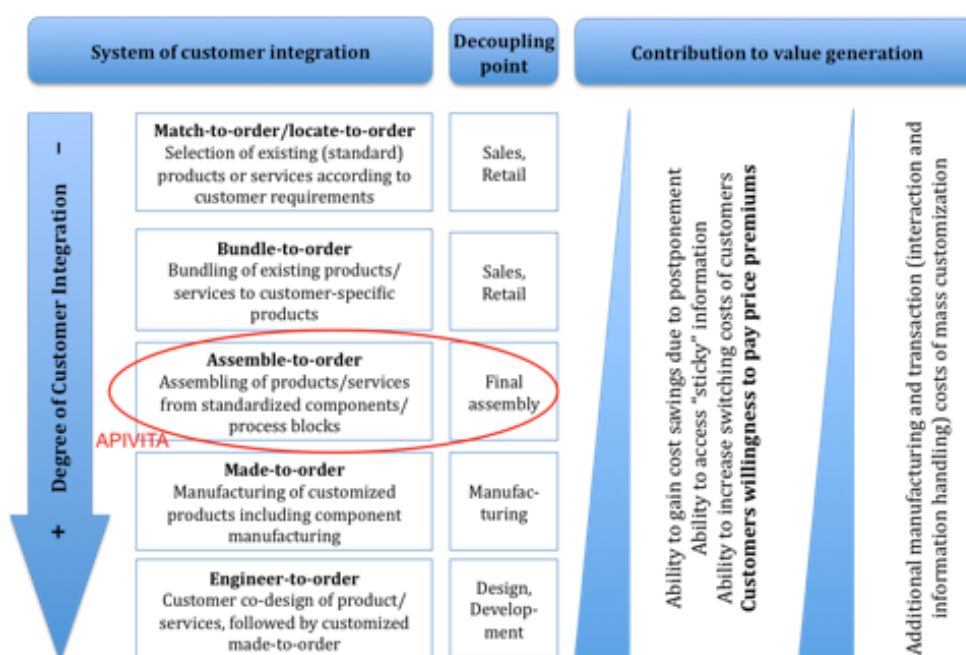 System of customer integration
Decoupling
point
Contribution to value generation
Degree of Customer Integration
–
+
Match-to-order/locate-to-order
Selection of existing (standard)
products or services according to
customer requirements
Sales,
Retail
Bundle-to-order
Bundling of existing products/
services to customer-specific
products
Sales,
Retail
Assemble-to-order
Assembling of products/services
from standardized components/
process blocks
Final
assembly
APIVITA
Made-to-order
Manufacturing of customized
products including component
manufacturing
Manufac-
turing
Engineer-to-order
Customer co-design of product/
services, followed by customized
made-to-order
Design,
Develop-
ment
Ability to gain cost savings due to postponement
Ability to access “sticky” information
Ability to increase switching costs of customers
Customers willingness to pay price premiums
Additional manufacturing and transaction (interaction and
information handling) costs of mass customization